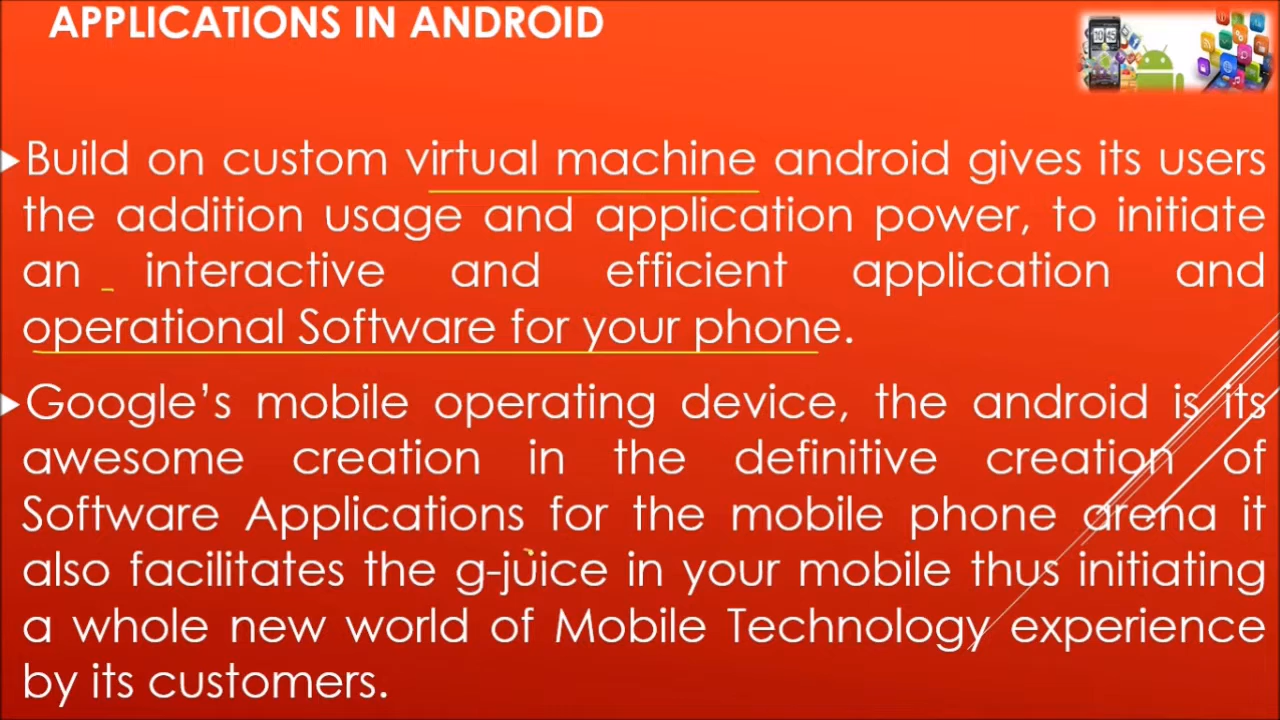 APPLICATIONS IN ANDROID
10 45
Build on custom virtual machine android gives its users
the addition usage and application power, to initiate
an interactive and efficient application and
operational Software for your phone.
Google’s mobile operating device, the android is its
awesome creation in the definitive creation of
Software Applications for the mobile phone arena it
also facilitates the g-juice in your mobile thus initiating
a whole new world of Mobile Technology experience
by its customers.